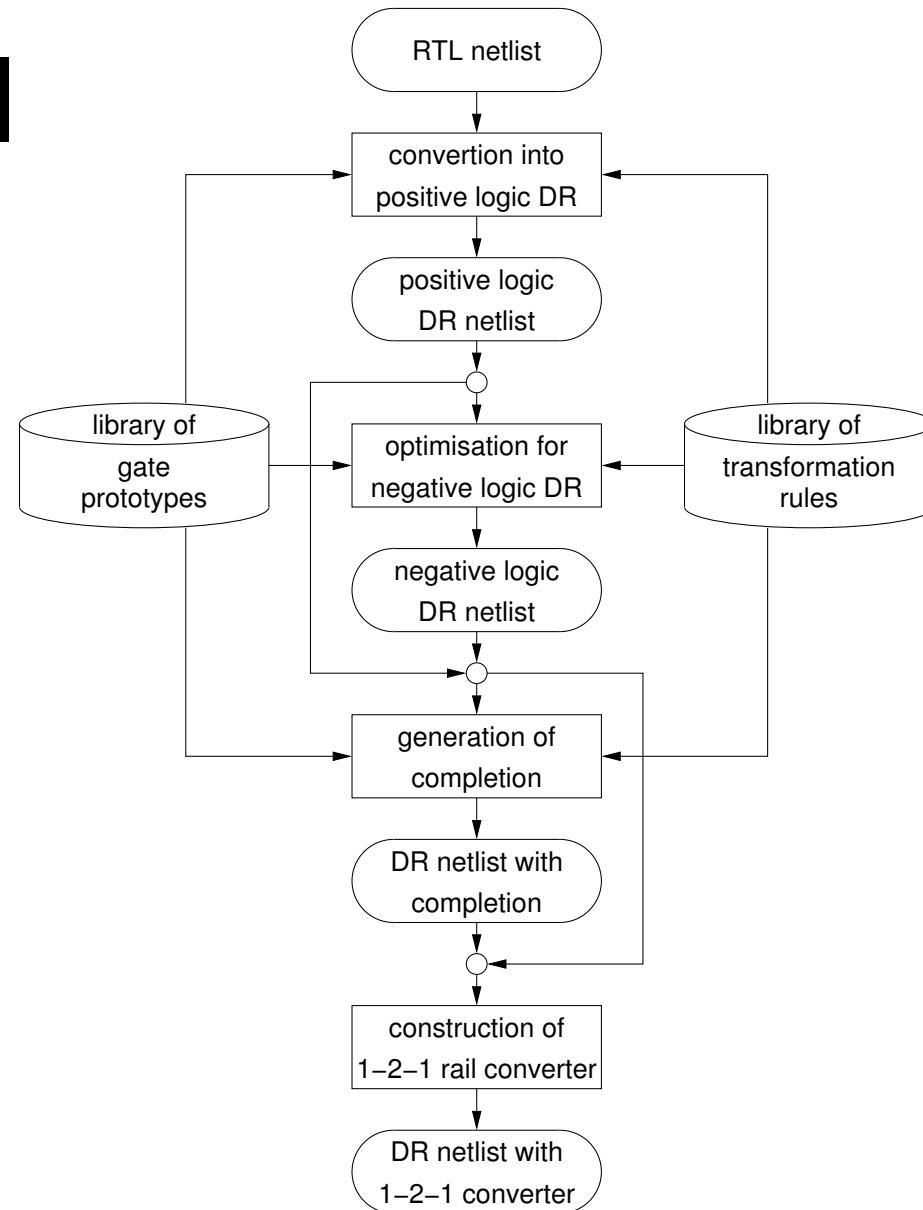 RTL netlist
convertion into
positive logic DR
positive logic
DR netlist
library of
gate
prototypes
optimisation for
negative logic DR
library of
transformation
rules
negative logic
DR netlist
generation of
completion
DR netlist with
completion
construction of
1−2−1 rail converter
DR netlist with
1−2−1 converter